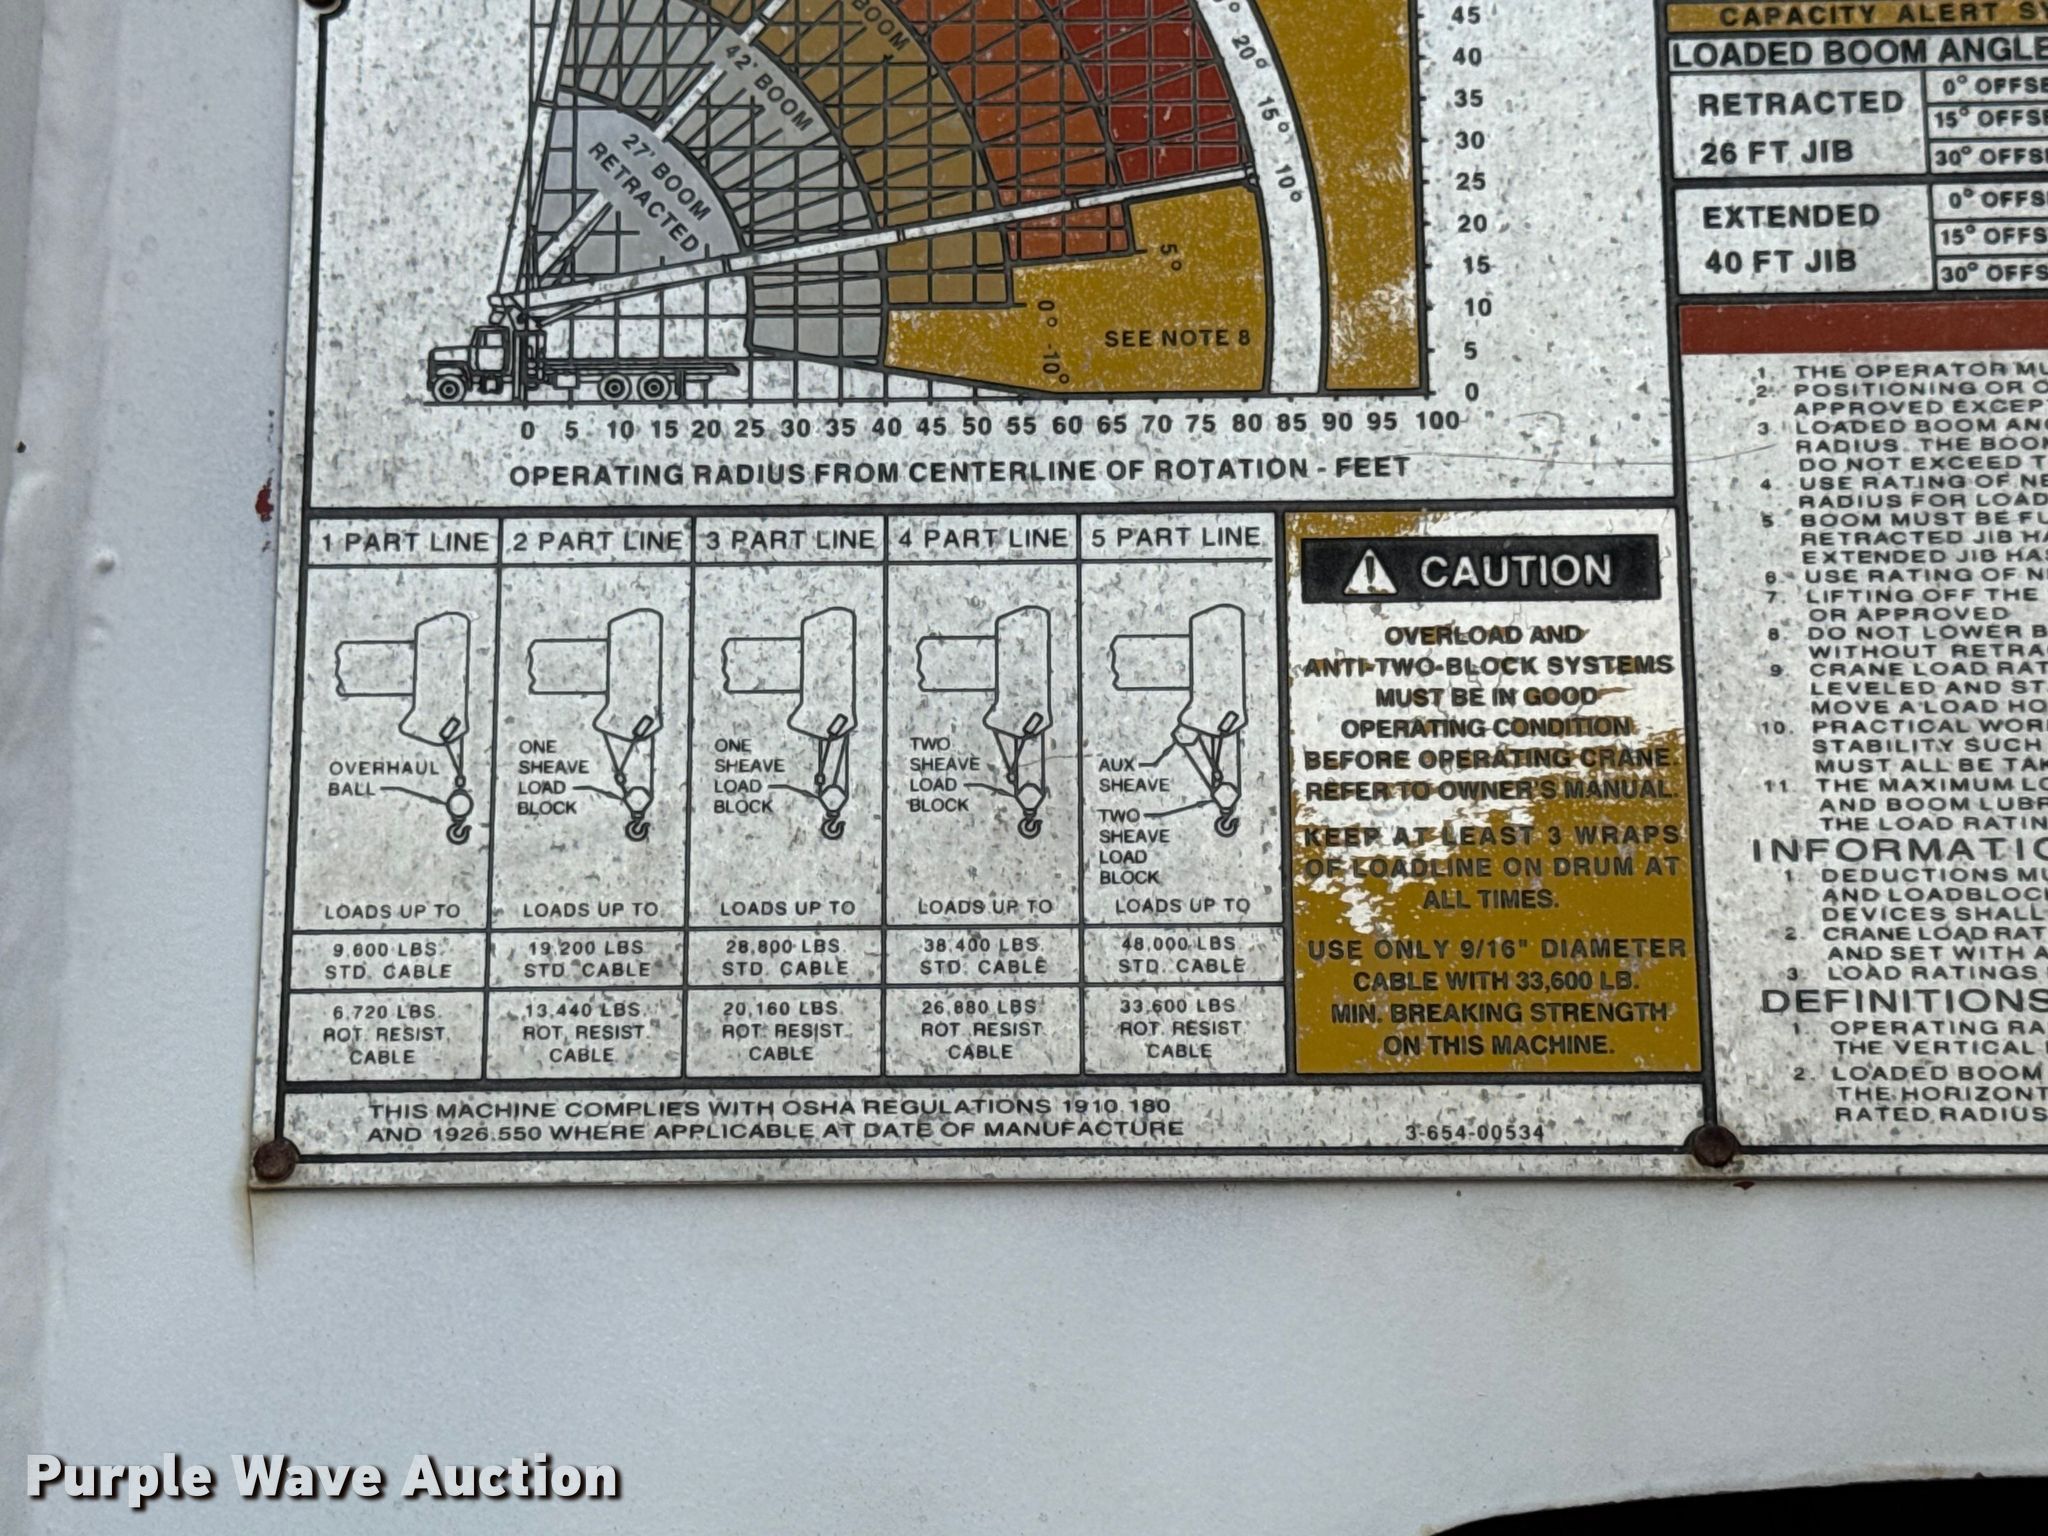 BOOM
42' BOOM
27' BOOM
RETRACTED
20°
15°
10°
5°
0°
-10°
SEE NOTE 8
45
40
35
30
25
20
15
10
5
0
0 5 10 15 20 25 30 35 40 45 50 55 60 65 70 75 80 85 90 95 100
OPERATING RADIUS FROM CENTERLINE OF ROTATION - FEET
CAPACITY ALERT
LOADED BOOM ANGLE
RETRACTED
26 FT JIB
0° OFFSE
15° OFFSE
30° OFFSE
EXTENDED
40 FT JIB
0° OFFS
15° OFFS
30° OFFS
1 PART LINE
OVERHAUL
BALL
LOADS UP TO
9,600 LBS.
STD. CABLE
6,720 LBS.
ROT. RESIST.
CABLE
2 PART LINE
ONE
SHEAVE
LOAD
BLOCK
LOADS UP TO
19,200 LBS.
STD. CABLE
13,440 LBS.
ROT. RESIST.
CABLE
3 PART LINE
ONE
SHEAVE
LOAD
BLOCK
LOADS UP TO
28,800 LBS.
STD. CABLE
20,160 LBS.
ROT. RESIST.
CABLE
4 PART LINE
TWO
SHEAVE
LOAD
BLOCK
LOADS UP TO
38,400 LBS.
STD. CABLE
26,880 LBS.
ROT. RESIST.
CABLE
5 PART LINE
AUX
SHEAVE
TWO
SHEAVE
LOAD
BLOCK
LOADS UP TO
48,000 LBS.
STD. CABLE
33,600 LBS.
ROT. RESIST.
CABLE
CAUTION
OVERLOAD AND
ANTI-TWO-BLOCK SYSTEMS
MUST BE IN GOOD
OPERATING CONDITION
BEFORE OPERATING CRANE.
REFER TO OWNER'S MANUAL.
KEEP AT LEAST 3 WRAPS
OF LOADLINE ON DRUM AT
ALL TIMES.
USE ONLY 9/16" DIAMETER
CABLE WITH 33,600 LB.
MIN. BREAKING STRENGTH
ON THIS MACHINE.
THIS MACHINE COMPLIES WITH OSHA REGULATIONS 1910.180
AND 1926.550 WHERE APPLICABLE AT DATE OF MANUFACTURE
3-654-00534
1. THE OPERATOR MU
2. POSITIONING OR O
APPROVED EXCEP
3. LOADED BOOM AN
RADIUS. THE BOO
DO NOT EXCEED T
4. USE RATING OF NE
RADIUS FOR LOAD
5. BOOM MUST BE FU
RETRACTED JIB HA
EXTENDED JIB HA
6. USE RATING OF N
7. LIFTING OFF THE
OR APPROVED
8. DO NOT LOWER B
WITHOUT RETRA
9. CRANE LOAD RAT
LEVELED AND ST
MOVE A LOAD HO
10. PRACTICAL WOR
STABILITY SUCH
MUST ALL BE TAK
11. THE MAXIMUM LO
AND BOOM LUBR
THE LOAD RATIN
INFORMATIO
1. DEDUCTIONS MU
AND LOADBLOC
DEVICES SHALL
2. CRANE LOAD RAT
AND SET WITH A
3. LOAD RATINGS
DEFINITIONS
1. OPERATING RA
THE VERTICAL
2. LOADED BOOM
THE HORIZONT
RATED RADIUS
Purple Wave Auction